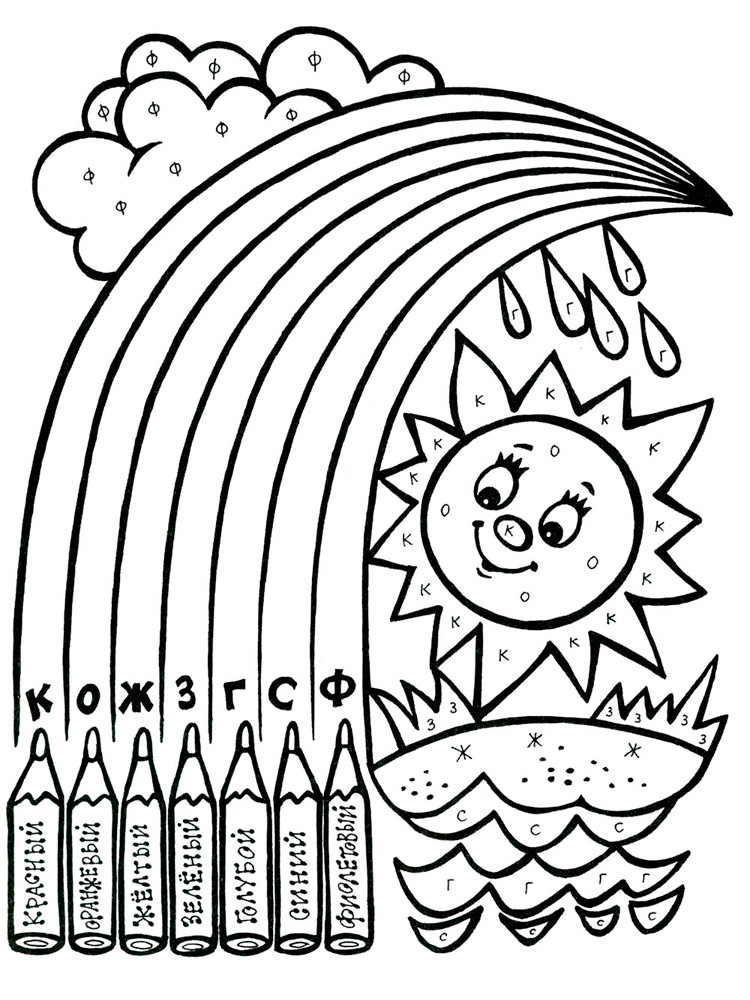 Ф Ф Ф Ф
Ф Ф Ф Ф
Ф Ф
Ф
Г
Г Г
Г Г
К К К
К К
О
К
О К К
К О К
К О
К К
К К
К О Ж З Г С Ф
З З З З З З З
Ж Ж Ж
С С С
Г Г Г Г
С С С С
КРАСНЫЙ
ОРАНЖЕВЫЙ
ЖЁЛТЫЙ
ЗЕЛЁНЫЙ
ГОЛУБОЙ
СИНИЙ
ФИОЛЕТОВЫЙ